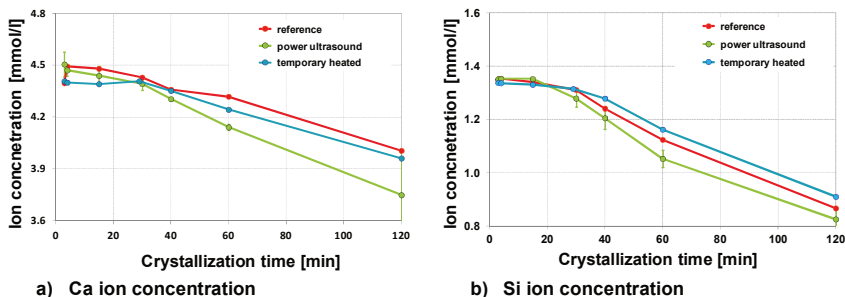 4.8
4.5
4.2
3.9
3.6
Ion concnetration [mmol/l]
reference
power ultrasound
temporary heated
0 20 40 60 80 100 120
Crystallization time [min]
a) Ca ion concentration
1.6
1.4
1.2
1.0
0.8
Ion concnetration [mmol/l]
reference
power ultrasound
temporary heated
0 20 40 60 80 100 120
Crystallization time [min]
b) Si ion concentration